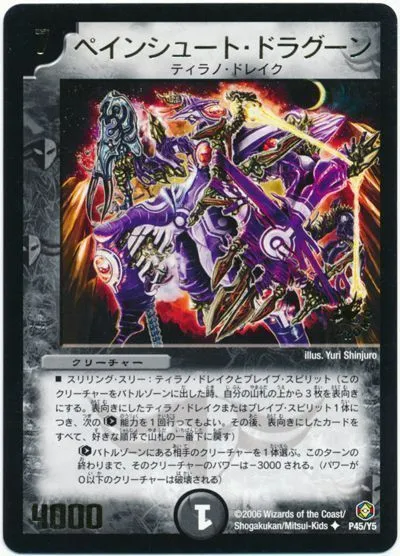 ペインシュート・ドラグーン
ティラノ・ドレイク
illus. Yuri Shinjuro
クリーチャー
■ スリリング・スリー：ティラノ・ドレイクとブレイブ・スピリット（この
クリーチャーをバトルゾーンに出した時、自分の山札の上から3枚を表向き
にする。表向きにしたティラノ・ドレイクまたはブレイブ・スピリット1体に
つき、次の能力を1回行ってもよい。その後、表向きにしたカード
をすべて、好きな順序で山札の一番下に戻す）
バトルゾーンにある相手のクリーチャーを1体選ぶ。このターンの
終わりまで、そのクリーチャーのパワーは-3000される。（パワーが
0以下のクリーチャーは破壊される）
4000
1
©2006 Wizards of the Coast/
Shogakukan/Mitsui-Kids
P45/Y5